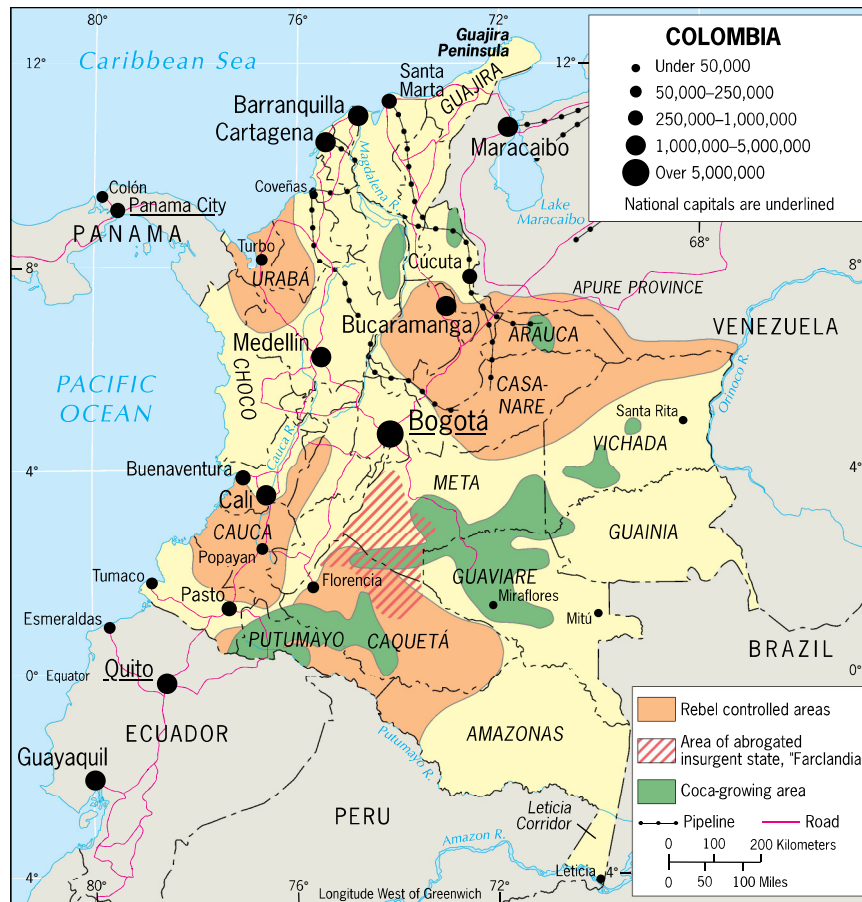 80°
76°
Caribbean Sea
Guajira
Peninsula
12°
12°
COLOMBIA
Under 50,000
50,000–250,000
250,000–1,000,000
1,000,000–5,000,000
Over 5,000,000
National capitals are underlined
Santa
Marta
GUAJIRA
Barranquilla
Cartagena
Maracaibo
Magdalena R.
Lake
Maracaibo
68°
Colón
Panama City
PANAMA
Coveñas
Turbo
URABÁ
8°
8°
Cúcuta
APURE PROVINCE
VENEZUELA
Bucaramanga
ARAUCA
Medellín
CHOCO
CASA-
NARE
Orinoco R.
PACIFIC
OCEAN
Bogotá
Santa Rita
VICHADA
Cauca R.
4°
4°
Buenaventura
Cali
META
CAUCA
GUAINIA
Popayan
Tumaco
Florencia
GUAVIARE
Miraflores
Pasto
Mitú
Esmeraldas
PUTUMAYO
CAQUETÁ
BRAZIL
Quito
0°
Equator
0°
ECUADOR
AMAZONAS
Putumayo R.
Guayaquil
PERU
Leticia
Corridor
Amazon R.
Leticia
4°
4°
80°
76°
Longitude West of Greenwich
72°
Rebel controlled areas
Area of abrogated
insurgent state, "Farclandia"
Coca-growing area
Pipeline
Road
0 100 200 Kilometers
0 50 100 Miles